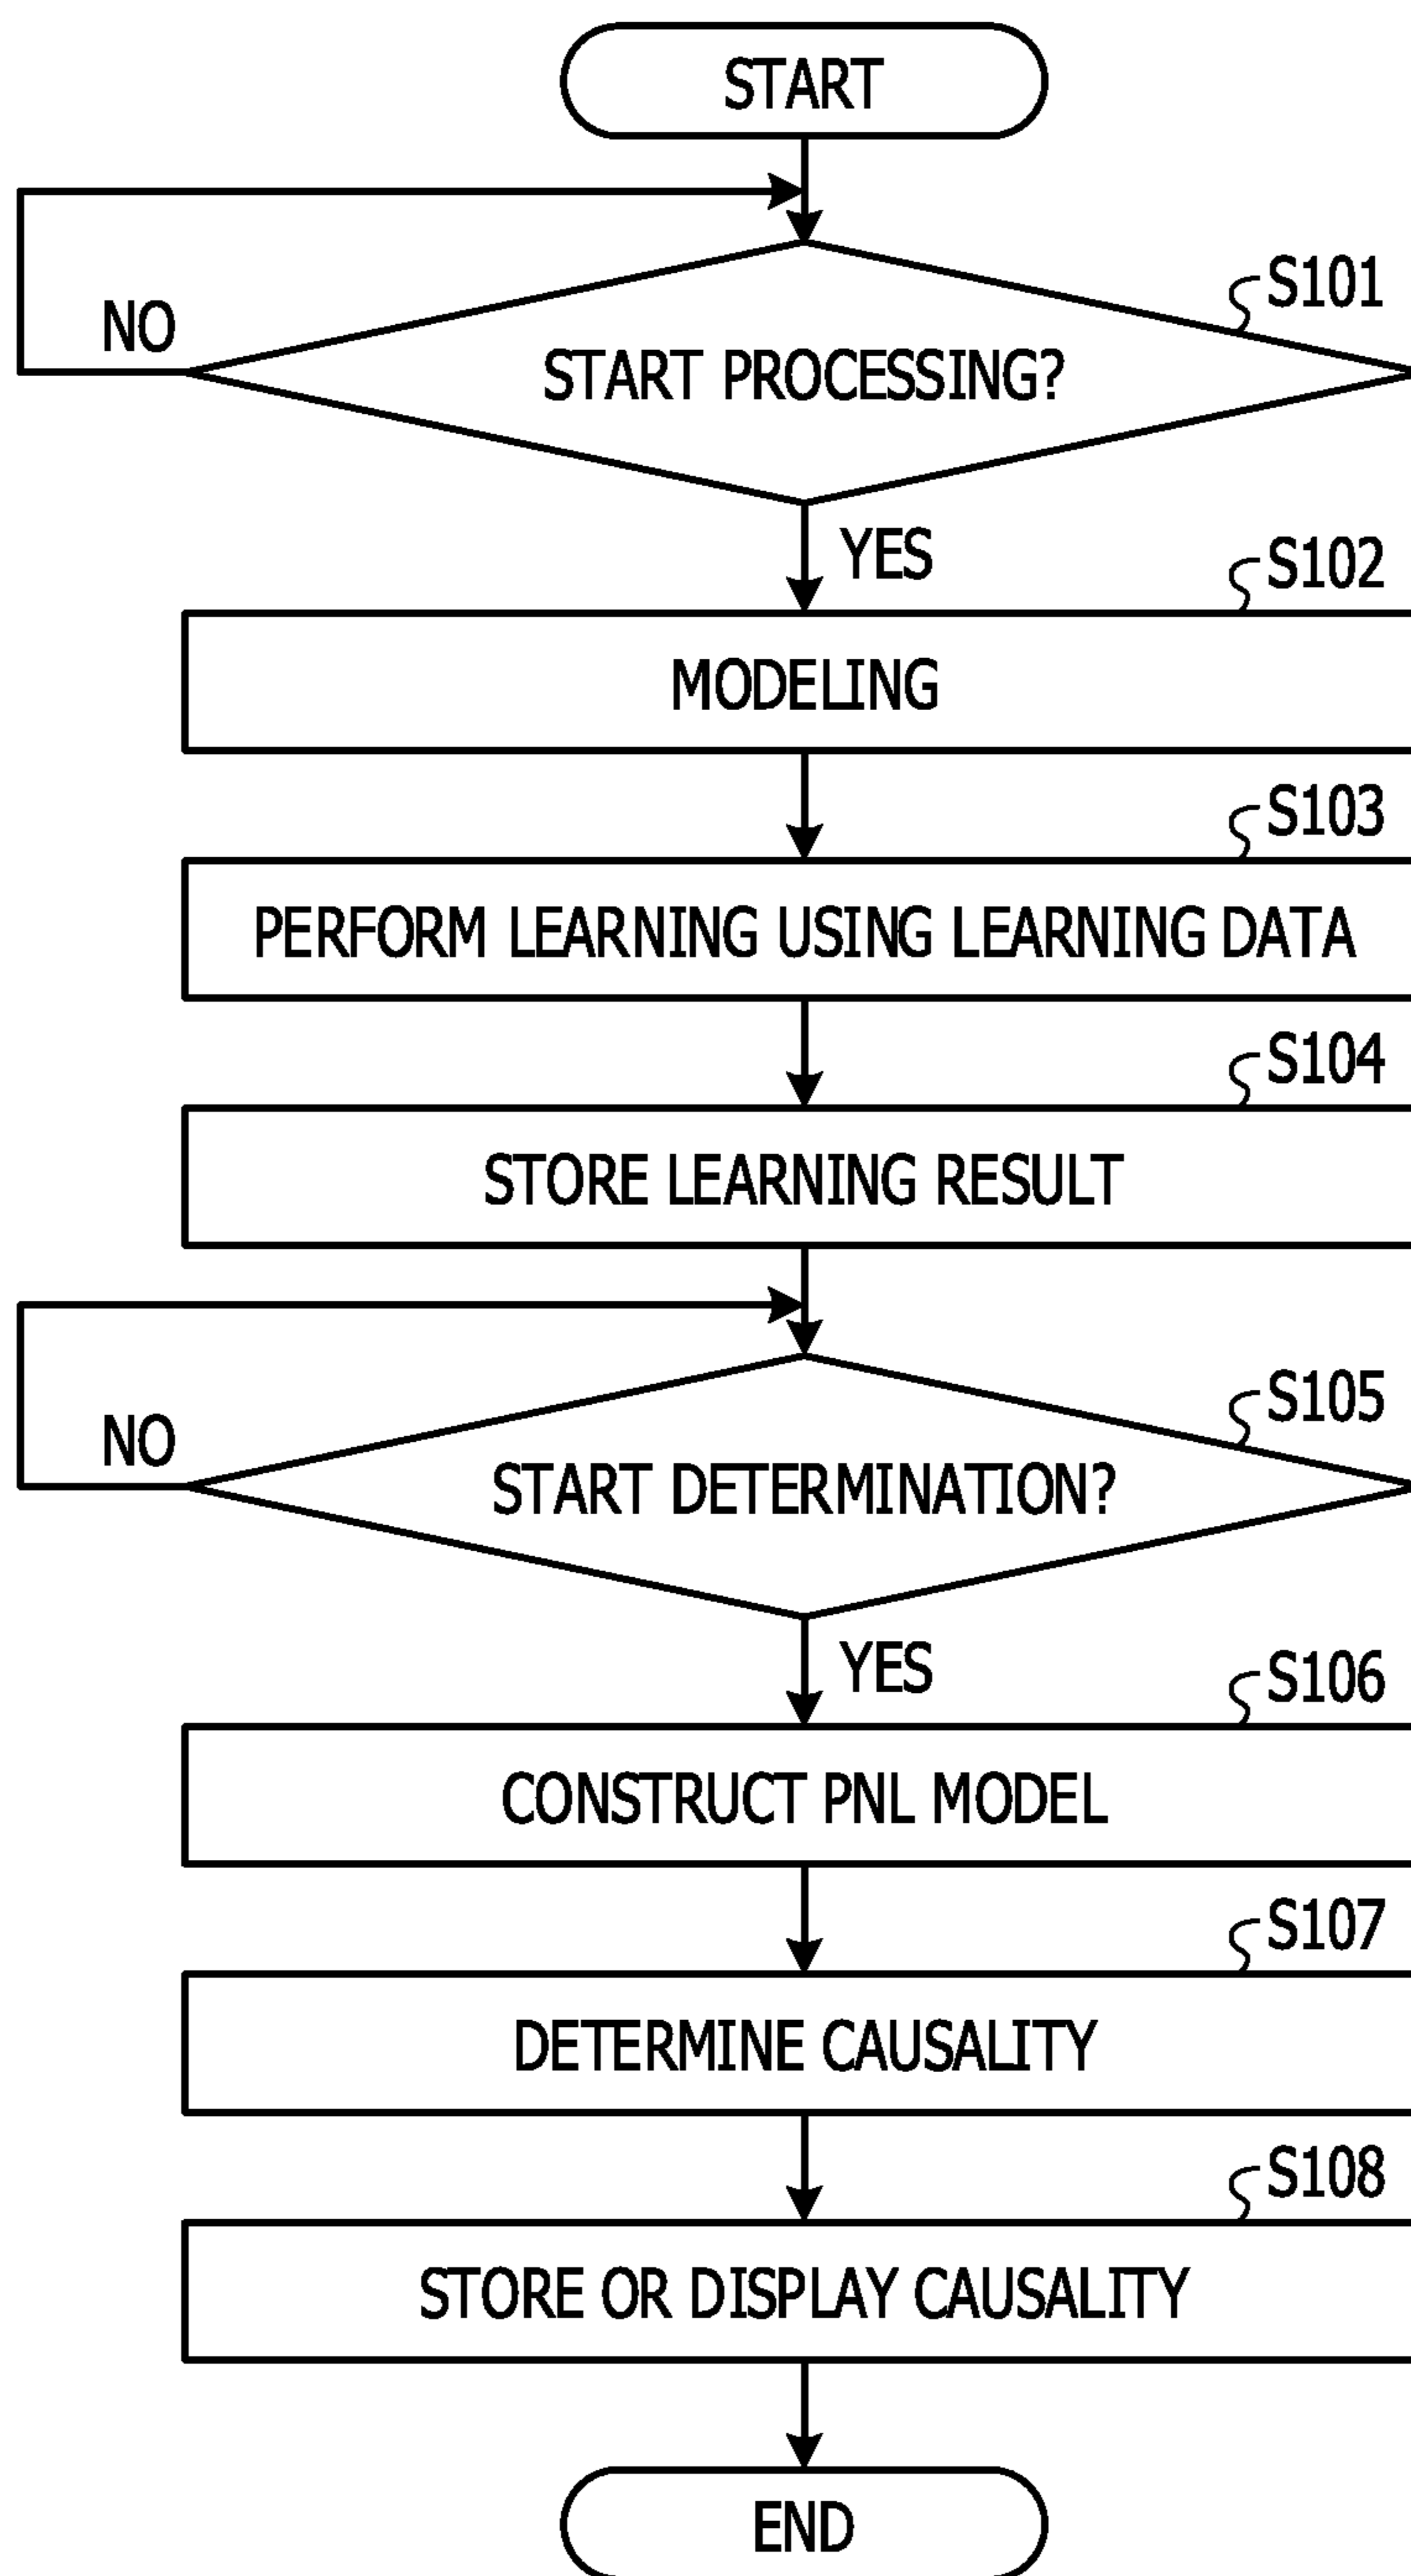 START
S101
NO
START PROCESSING?
YES
S102
MODELING
S103
PERFORM LEARNING USING LEARNING DATA
S104
STORE LEARNING RESULT
S105
NO
START DETERMINATION?
YES
S106
CONSTRUCT PNL MODEL
S107
DETERMINE CAUSALITY
S108
STORE OR DISPLAY CAUSALITY
END